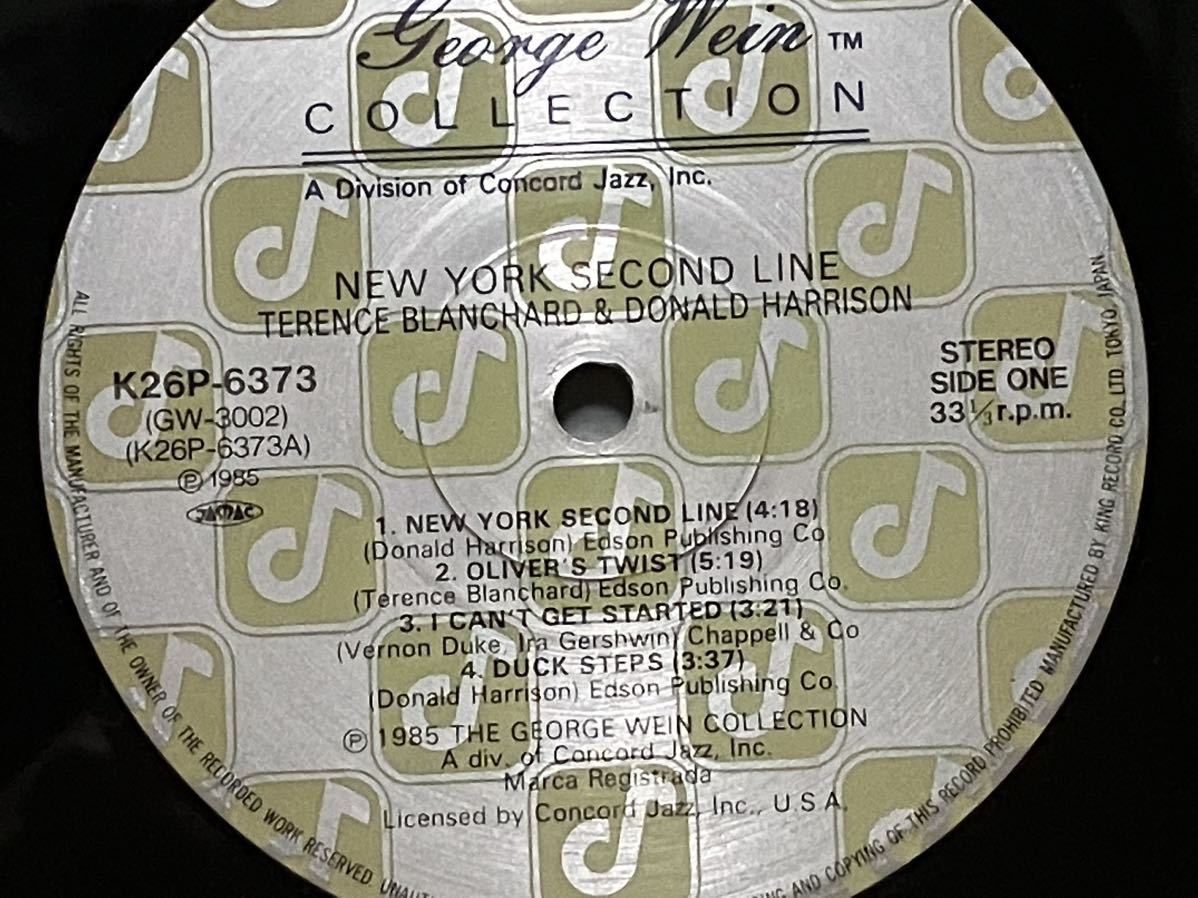 George Wein TM
COLLECTION
A Division of Concord Jazz, Inc.
NEW YORK SECOND LINE
TERENCE BLANCHARD & DONALD HARRISON
K26P-6373
(GW-3002)
(K26P-6373A)
Ⓟ 1985
STEREO
SIDE ONE
33⅓ r.p.m.
1. NEW YORK SECOND LINE (4:18)
(Donald Harrison) Edson Publishing Co.
2. OLIVER'S TWIST (5:19)
(Terence Blanchard) Edson Publishing Co.
3. I CAN'T GET STARTED (3:21)
(Vernon Duke, Ira Gershwin) Chappell & Co
4. DUCK STEPS (3:37)
(Donald Harrison) Edson Publishing Co.
Ⓟ 1985 THE GEORGE WEIN COLLECTION
A div. of Concord Jazz, Inc.
Marca Registrada
Licensed by Concord Jazz, Inc., U.S.A.
ALL RIGHTS OF THE MANUFACTURER AND OF THE OWNER OF THE RECORDED WORK RESERVED.
AND COPYING OF THIS RECORD PROHIBITED MANUFACTURED BY KING RECORD CO., LTD. TOKYO, JAPAN